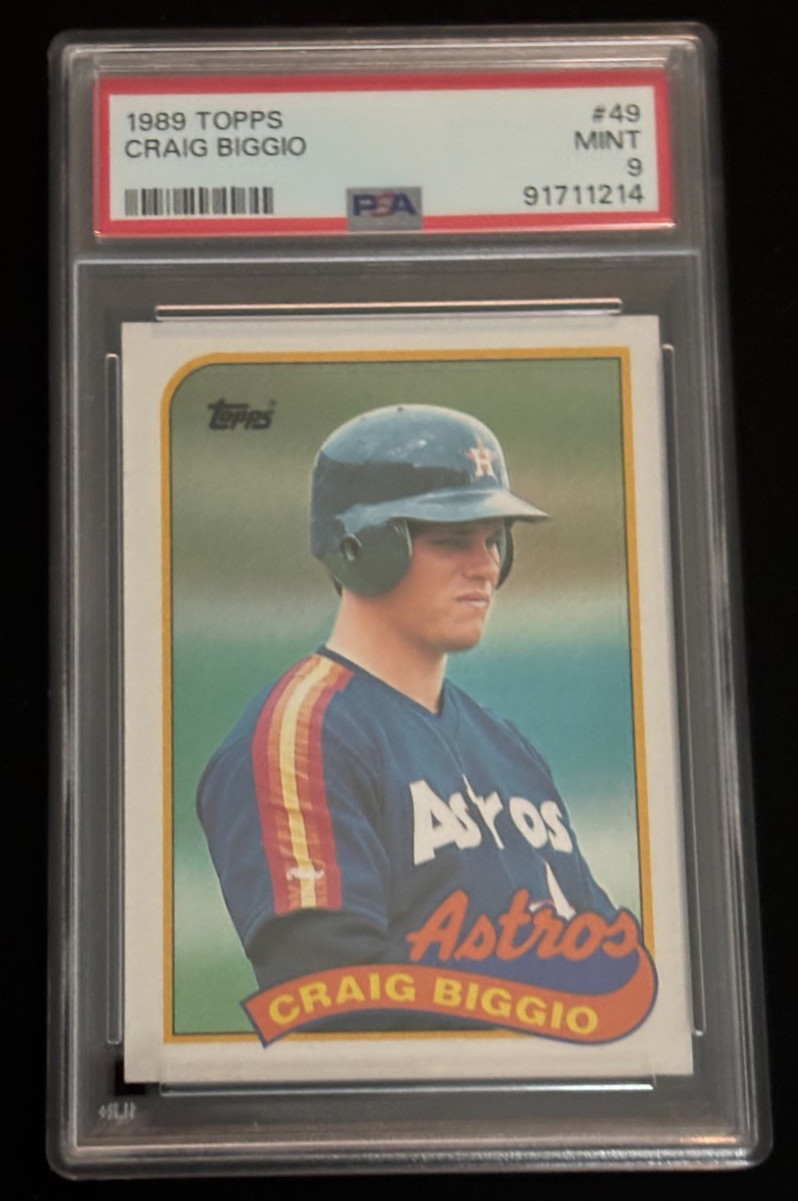 1989 TOPPS #49
CRAIG BIGGIO MINT
9
PSA 91711214
Topps
H
Astros
Astros
CRAIG BIGGIO